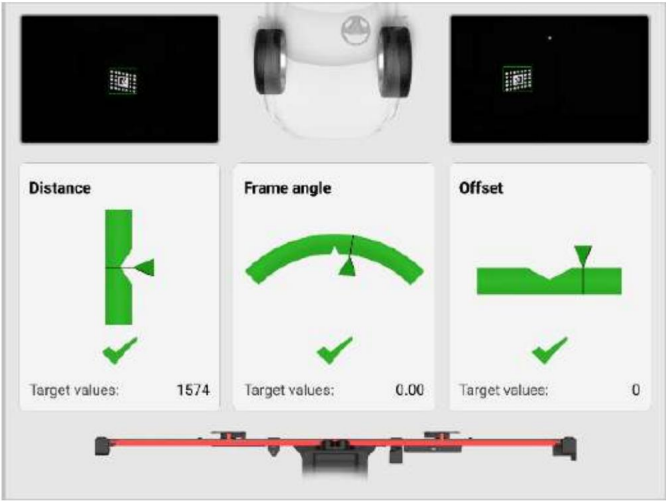 Distance
Frame angle
Offset
Target values: 1574
Target values: 0.00
Target values: 0